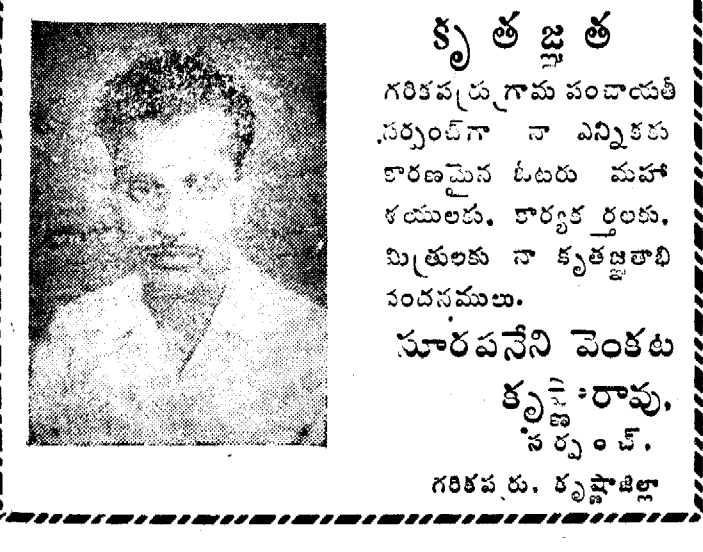 కృతజ్ఞత
గరికపర్రు గ్రామ పంచాయతీ
సర్పంచ్‌గా నా ఎన్నికకు
కారణమైన ఓటరు మహా
శయులకు, కార్యకర్తలకు,
మిత్రులకు నా కృతజ్ఞతాభి
వందనములు.
సూరపనేని వెంకట
కృష్ణారావు,
సర్పంచ్.
గరికపర్రు, కృష్ణాజిల్లా